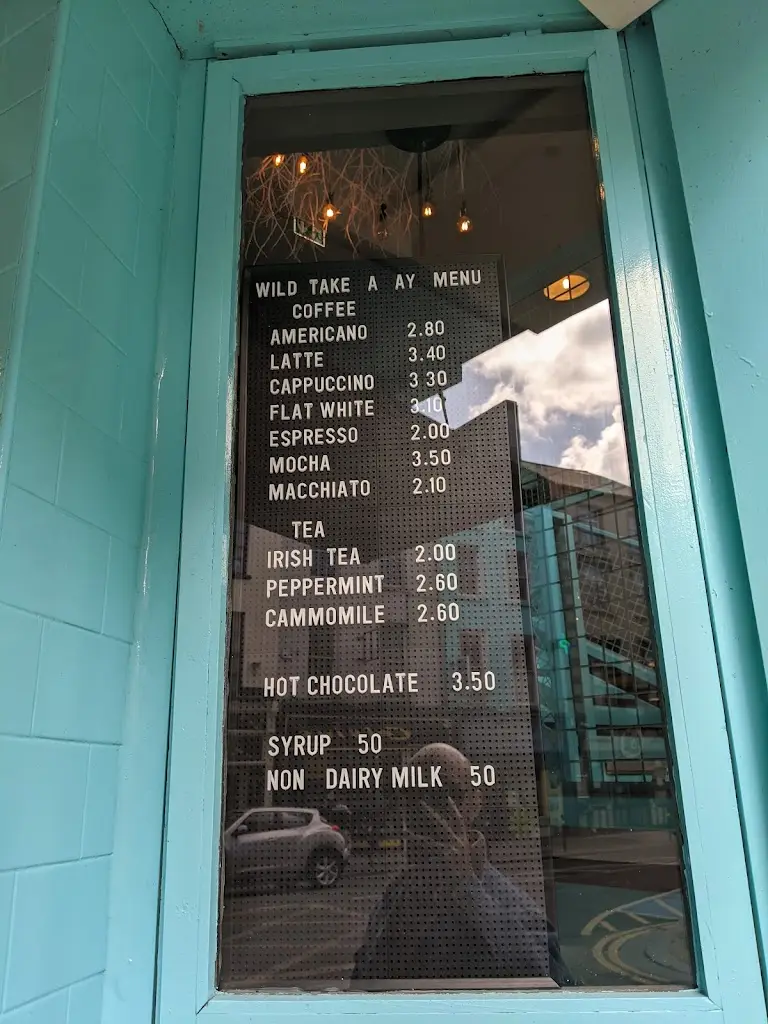 WILD TAKE A AY MENU
COFFEE
AMERICANO 2.80
LATTE 3.40
CAPPUCCINO 3 30
FLAT WHITE 3.10
ESPRESSO 2.00
MOCHA 3.50
MACCHIATO 2.10
TEA
IRISH TEA 2.00
PEPPERMINT 2.60
CAMMOMILE 2.60
HOT CHOCOLATE 3.50
SYRUP 50
NON DAIRY MILK 50